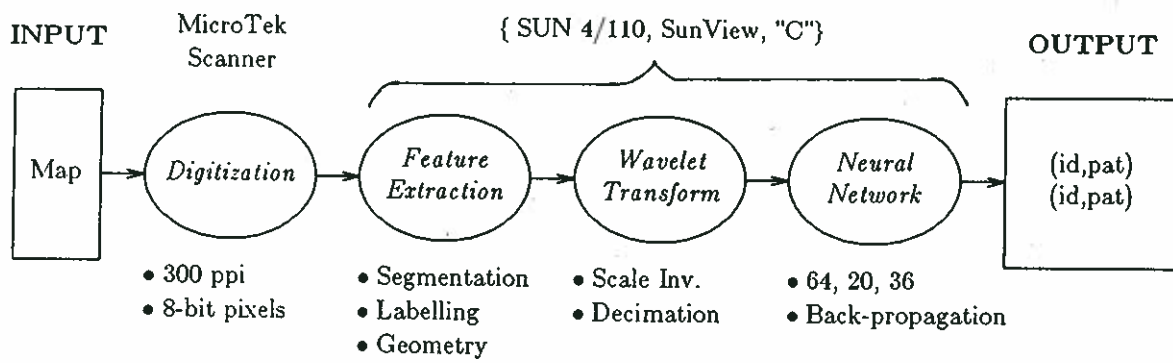 INPUT
MicroTek
Scanner
{ SUN 4/110, SunView, "C"}
OUTPUT
Map
Digitization
Feature
Extraction
Wavelet
Transform
Neural
Network
(id,pat)
(id,pat)
• 300 ppi
• 8-bit pixels
• Segmentation
• Labelling
• Geometry
• Scale Inv.
• Decimation
• 64, 20, 36
• Back-propagation